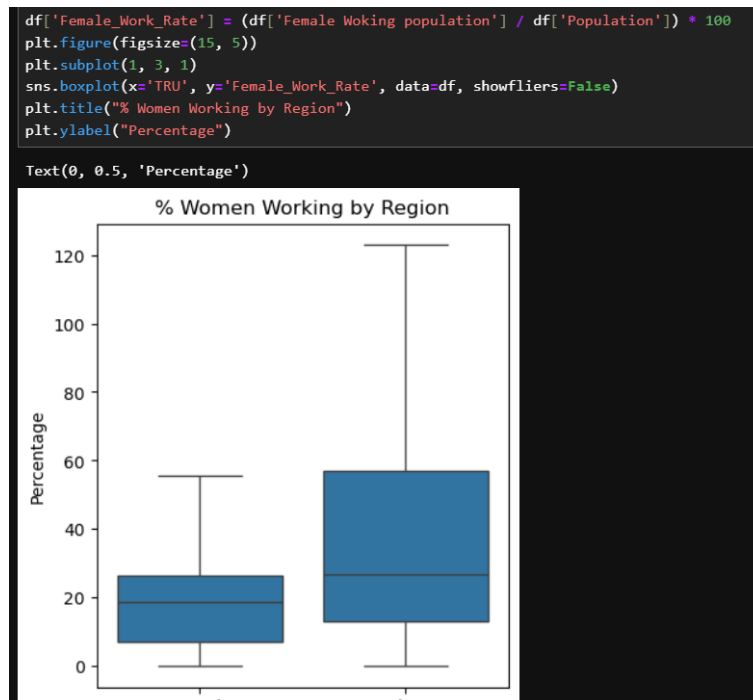 df['Female_Work_Rate'] = (df['Female Woking population'] / df['Population']) * 100
plt.figure(figsize=(15, 5))
plt.subplot(1, 3, 1)
sns.boxplot(x='TRU', y='Female_Work_Rate', data=df, showfliers=False)
plt.title("% Women Working by Region")
plt.ylabel("Percentage")
Text(0, 0.5, 'Percentage')
% Women Working by Region
120
100
80
60
40
20
0
Percentage